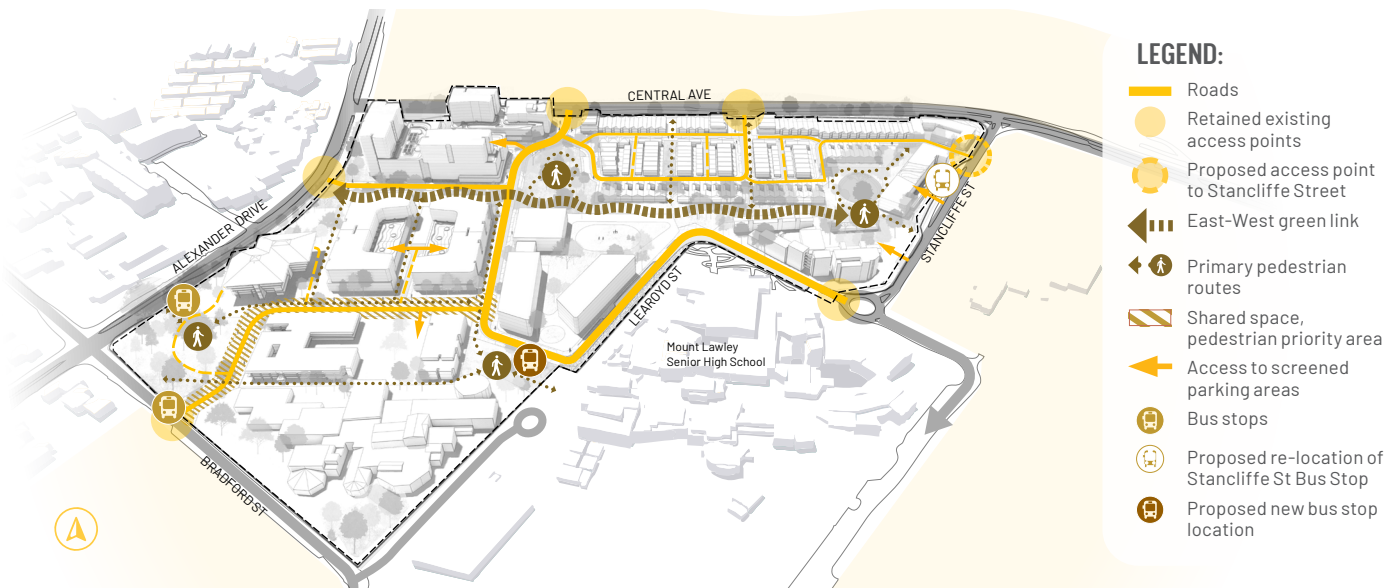 CENTRAL AVE
ALEXANDER DRIVE
STANCLIFFE ST
LEAROYD ST
Mount Lawley
Senior High School
BRADFORD ST
LEGEND:
Roads
Retained existing
access points
Proposed access point
to Stancliffe Street
East-West green link
Primary pedestrian
routes
Shared space,
pedestrian priority area
Access to screened
parking areas
Bus stops
Proposed re-location of
Stancliffe St Bus Stop
Proposed new bus stop
location